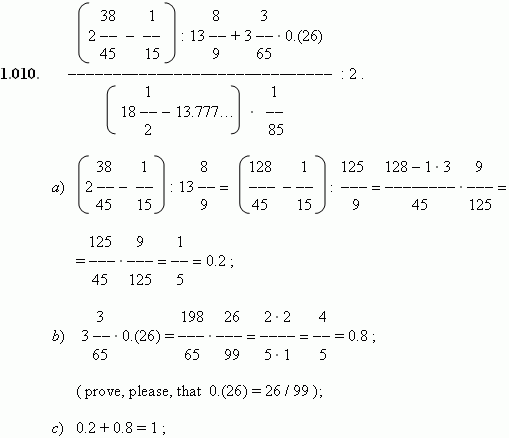 1.010. ( 2 38/45 – 1/15 ) : 13 8/9 + 3 3/65 · 0.(26)
———————————————————— : 2 .
( 18 1/2 – 13.777… ) · 1/85
a) ( 2 38/45 – 1/15 ) : 13 8/9 = ( 128/45 – 1/15 ) : 125/9 = (128 – 1 · 3)/45 · 9/125 =
= 125/45 · 9/125 = 1/5 = 0.2 ;
b) 3 3/65 · 0.(26) = 198/65 · 26/99 = (2 · 2)/(5 · 1) = 4/5 = 0.8 ;
( prove, please, that 0.(26) = 26 / 99 );
c) 0.2 + 0.8 = 1 ;